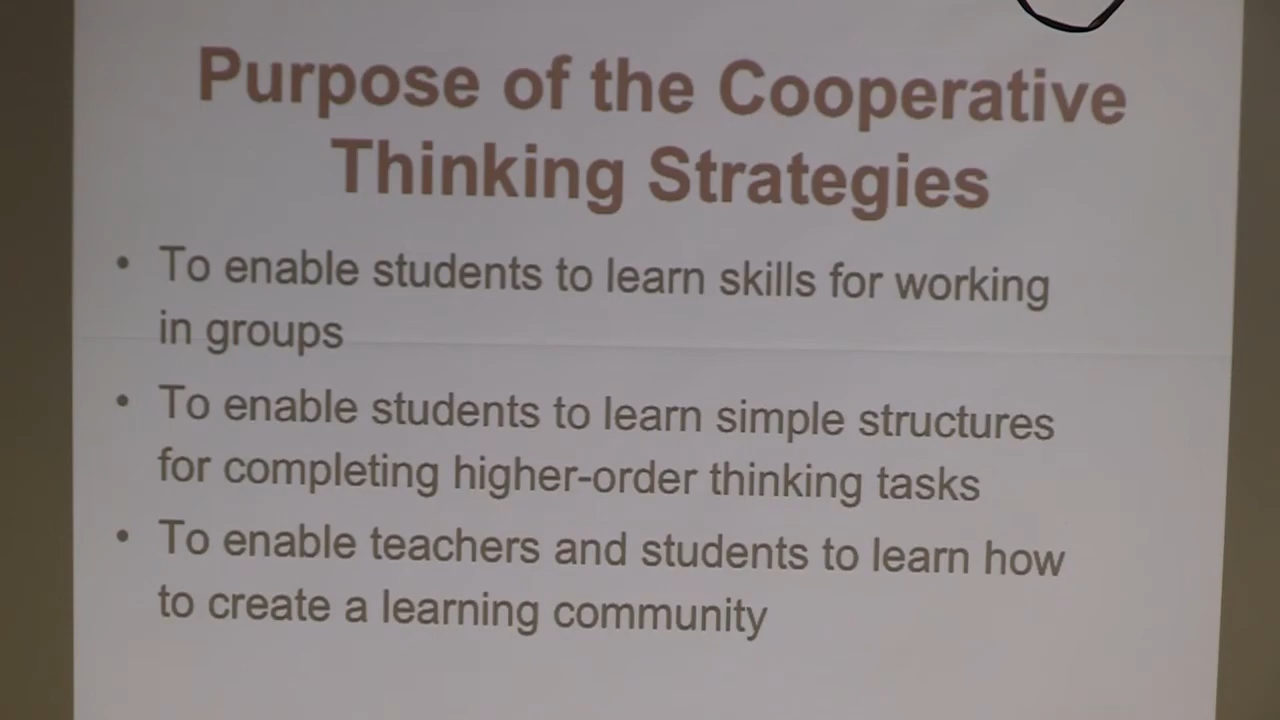 Purpose of the Cooperative
Thinking Strategies
• To enable students to learn skills for working
in groups
• To enable students to learn simple structures
for completing higher-order thinking tasks
• To enable teachers and students to learn how
to create a learning community